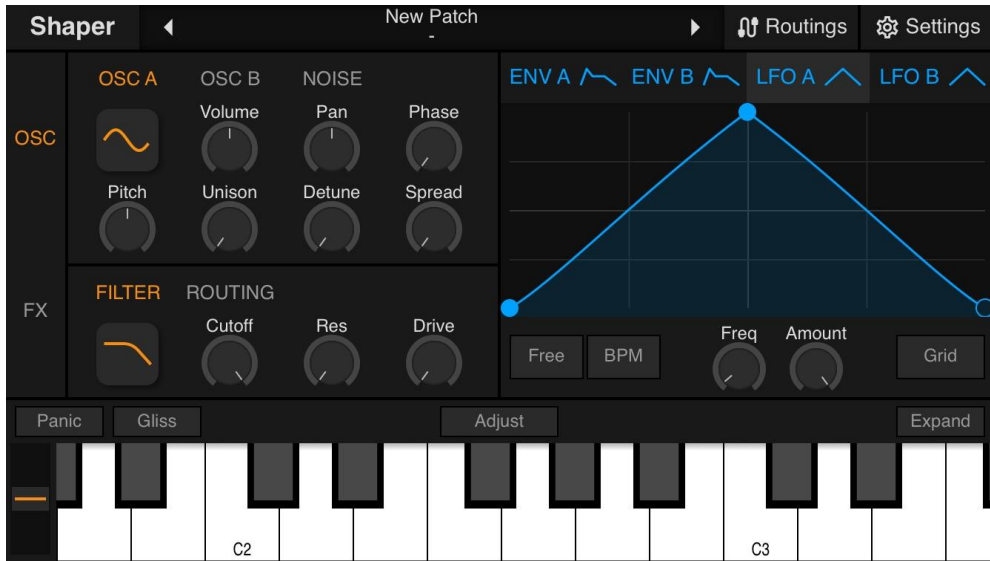 Shaper
New Patch
-
Routings
Settings
OSC
FX
OSC A OSC B NOISE
Volume Pan Phase
Pitch Unison Detune Spread
FILTER ROUTING
Cutoff Res Drive
ENV A ENV B LFO A LFO B
Freq Amount
Free BPM Grid
Panic Gliss Adjust Expand
C2 C3